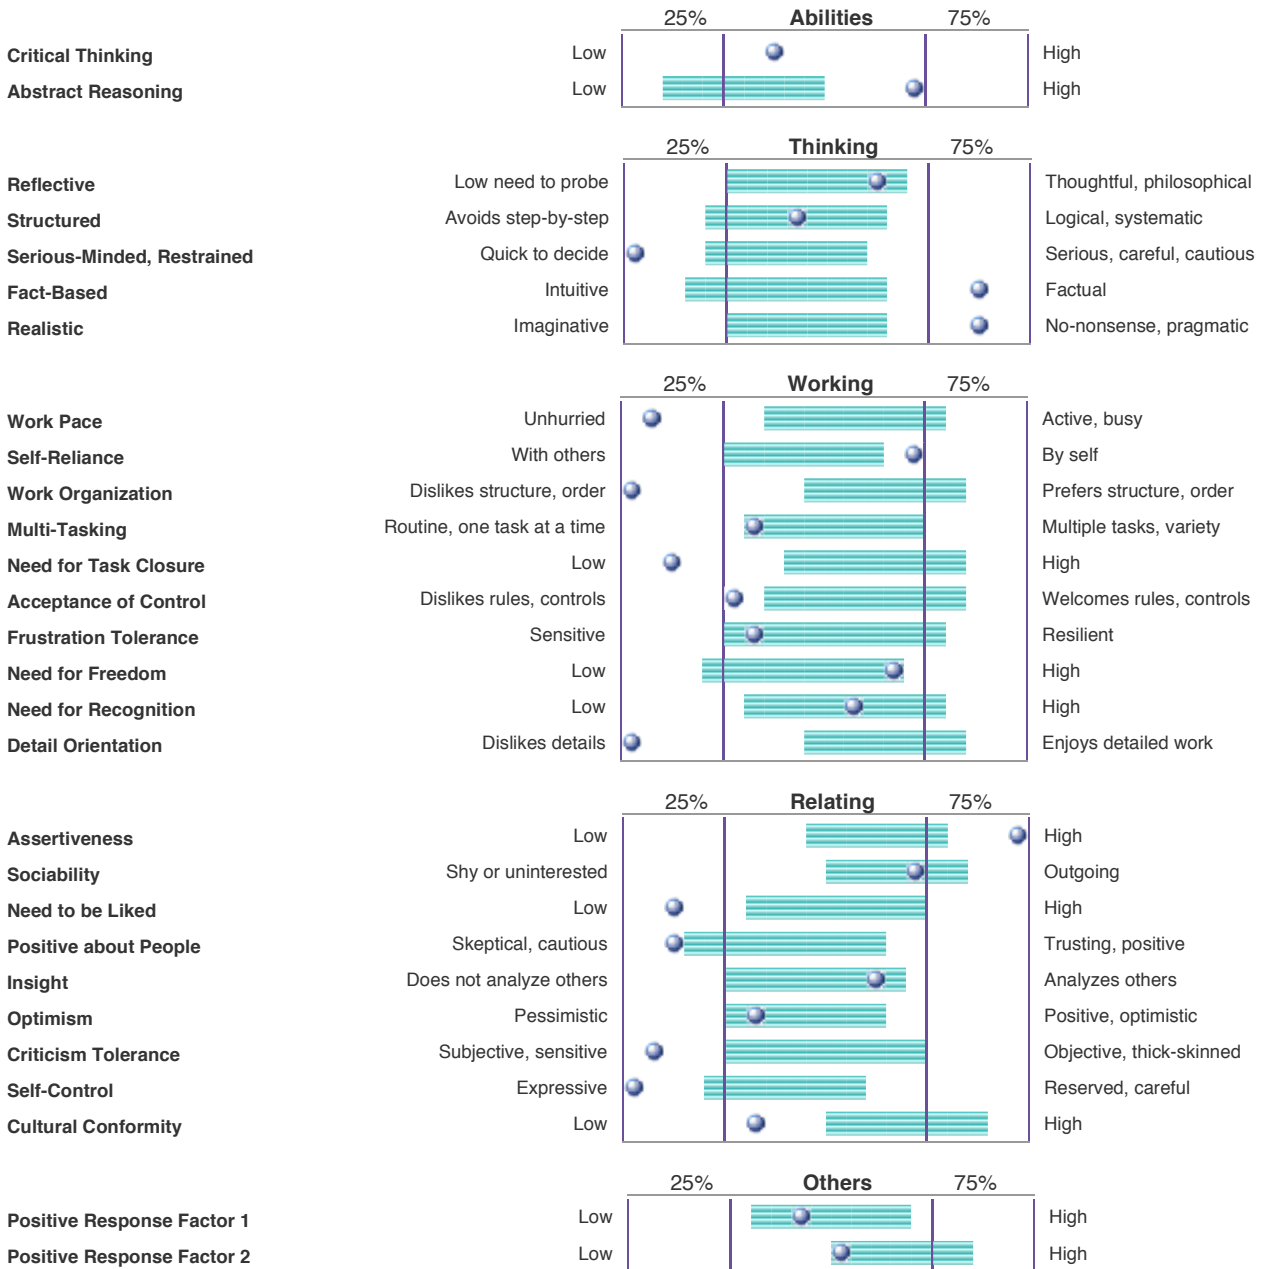 25% Abilities 75%
Critical Thinking Low High
Abstract Reasoning Low High
25% Thinking 75%
Reflective Low need to probe Thoughtful, philosophical
Structured Avoids step-by-step Logical, systematic
Serious-Minded, Restrained Quick to decide Serious, careful, cautious
Fact-Based Intuitive Factual
Realistic Imaginative No-nonsense, pragmatic
25% Working 75%
Work Pace Unhurried Active, busy
Self-Reliance With others By self
Work Organization Dislikes structure, order Prefers structure, order
Multi-Tasking Routine, one task at a time Multiple tasks, variety
Need for Task Closure Low High
Acceptance of Control Dislikes rules, controls Welcomes rules, controls
Frustration Tolerance Sensitive Resilient
Need for Freedom Low High
Need for Recognition Low High
Detail Orientation Dislikes details Enjoys detailed work
25% Relating 75%
Assertiveness Low High
Sociability Shy or uninterested Outgoing
Need to be Liked Low High
Positive about People Skeptical, cautious Trusting, positive
Insight Does not analyze others Analyzes others
Optimism Pessimistic Positive, optimistic
Criticism Tolerance Subjective, sensitive Objective, thick-skinned
Self-Control Expressive Reserved, careful
Cultural Conformity Low High
25% Others 75%
Positive Response Factor 1 Low High
Positive Response Factor 2 Low High